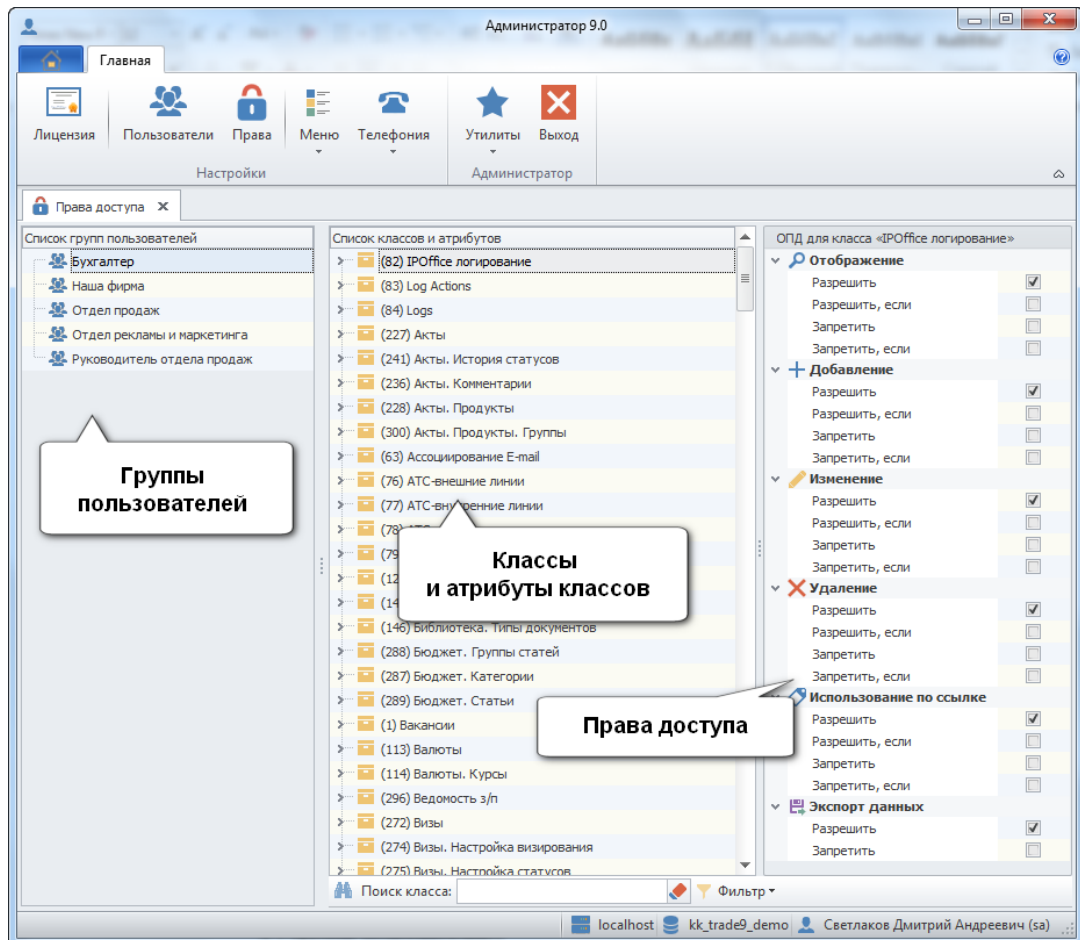 Администратор 9.0
Главная
Лицензия
Пользователи
Права
Меню
Телефония
Утилиты
Выход
Настройки
Администратор
Права доступа
Список групп пользователей
Бухгалтер
Наша фирма
Отдел продаж
Отдел рекламы и маркетинга
Руководитель отдела продаж
Группы
пользователей
Список классов и атрибутов
(82) IPOffice логирование
(83) Log Actions
(84) Logs
(227) Акты
(241) Акты. История статусов
(236) Акты. Комментарии
(228) Акты. Продукты
(300) Акты. Продукты. Группы
(63) Ассоциирование E-mail
(76) АТС-внешние линии
(77) АТС-внутренние линии
Классы
и атрибуты классов
(146) Библиотека. Типы документов
(288) Бюджет. Группы статей
(287) Бюджет. Категории
(289) Бюджет. Статьи
(1) Вакансии
(113) Валюты
(114) Валюты. Курсы
(296) Ведомость з/п
(272) Визы
(274) Визы. Настройка визирования
(275) Визы. Настройка статусов
Поиск класса:
Фильтр
ОПД для класса «IPOffice логирование»
Отображение
Разрешить
Разрешить, если
Запретить
Запретить, если
Добавление
Разрешить
Разрешить, если
Запретить
Запретить, если
Изменение
Разрешить
Разрешить, если
Запретить
Запретить, если
Удаление
Разрешить
Разрешить, если
Запретить
Запретить, если
Права доступа
Использование по ссылке
Разрешить
Разрешить, если
Запретить
Запретить, если
Экспорт данных
Разрешить
Запретить
localhost
kk_trade9_demo
Светлаков Дмитрий Андреевич (sa)